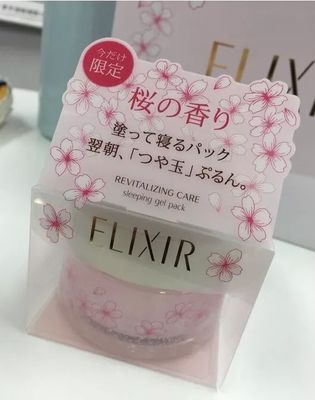 今だけ
限定
ELIXIR
桜の香り
塗って寝るパック
翌朝、「つや玉」ぷるん。
REVITALIZING CARE
sleeping gel pack
ELIXIR